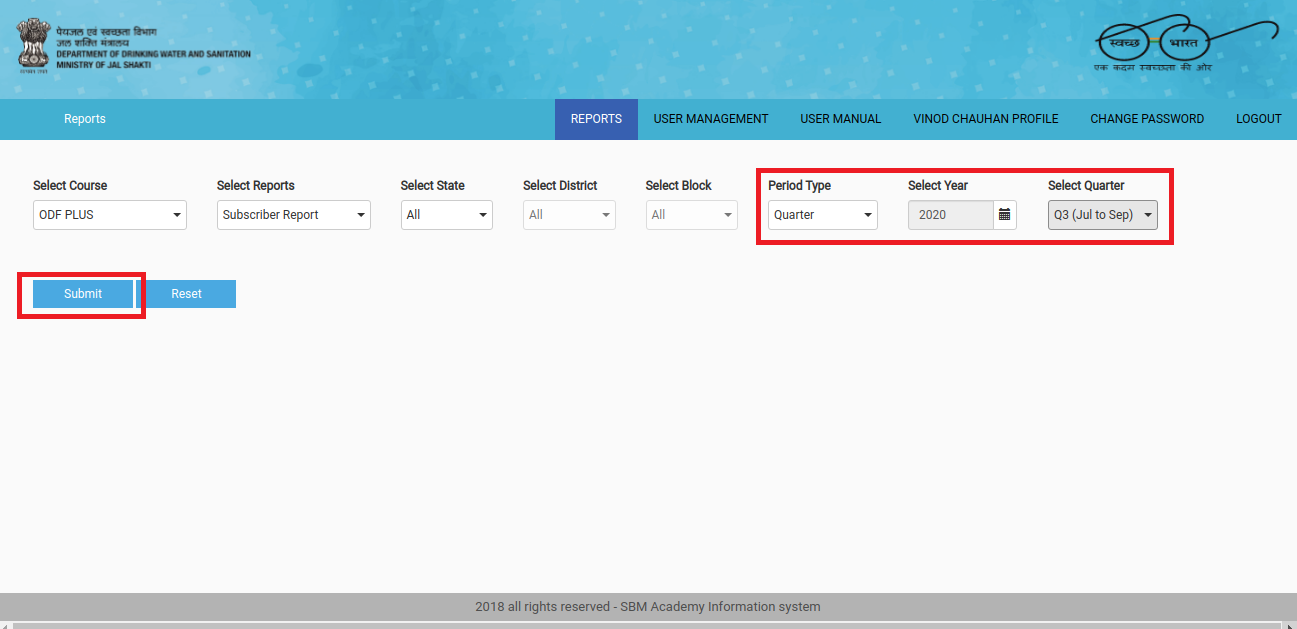 पेयजल एवं स्वच्छता विभाग
जल शक्ति मंत्रालय
DEPARTMENT OF DRINKING WATER AND SANITATION
MINISTRY OF JAL SHAKTI
स्वच्छ भारत
एक कदम स्वच्छता की ओर
Reports
REPORTS USER MANAGEMENT USER MANUAL VINOD CHAUHAN PROFILE CHANGE PASSWORD LOGOUT
Select Course Select Reports Select State Select District Select Block Period Type Select Year Select Quarter
ODF PLUS Subscriber Report All All All Quarter 2020 Q3 (Jul to Sep)
Submit Reset
2018 all rights reserved - SBM Academy Information system